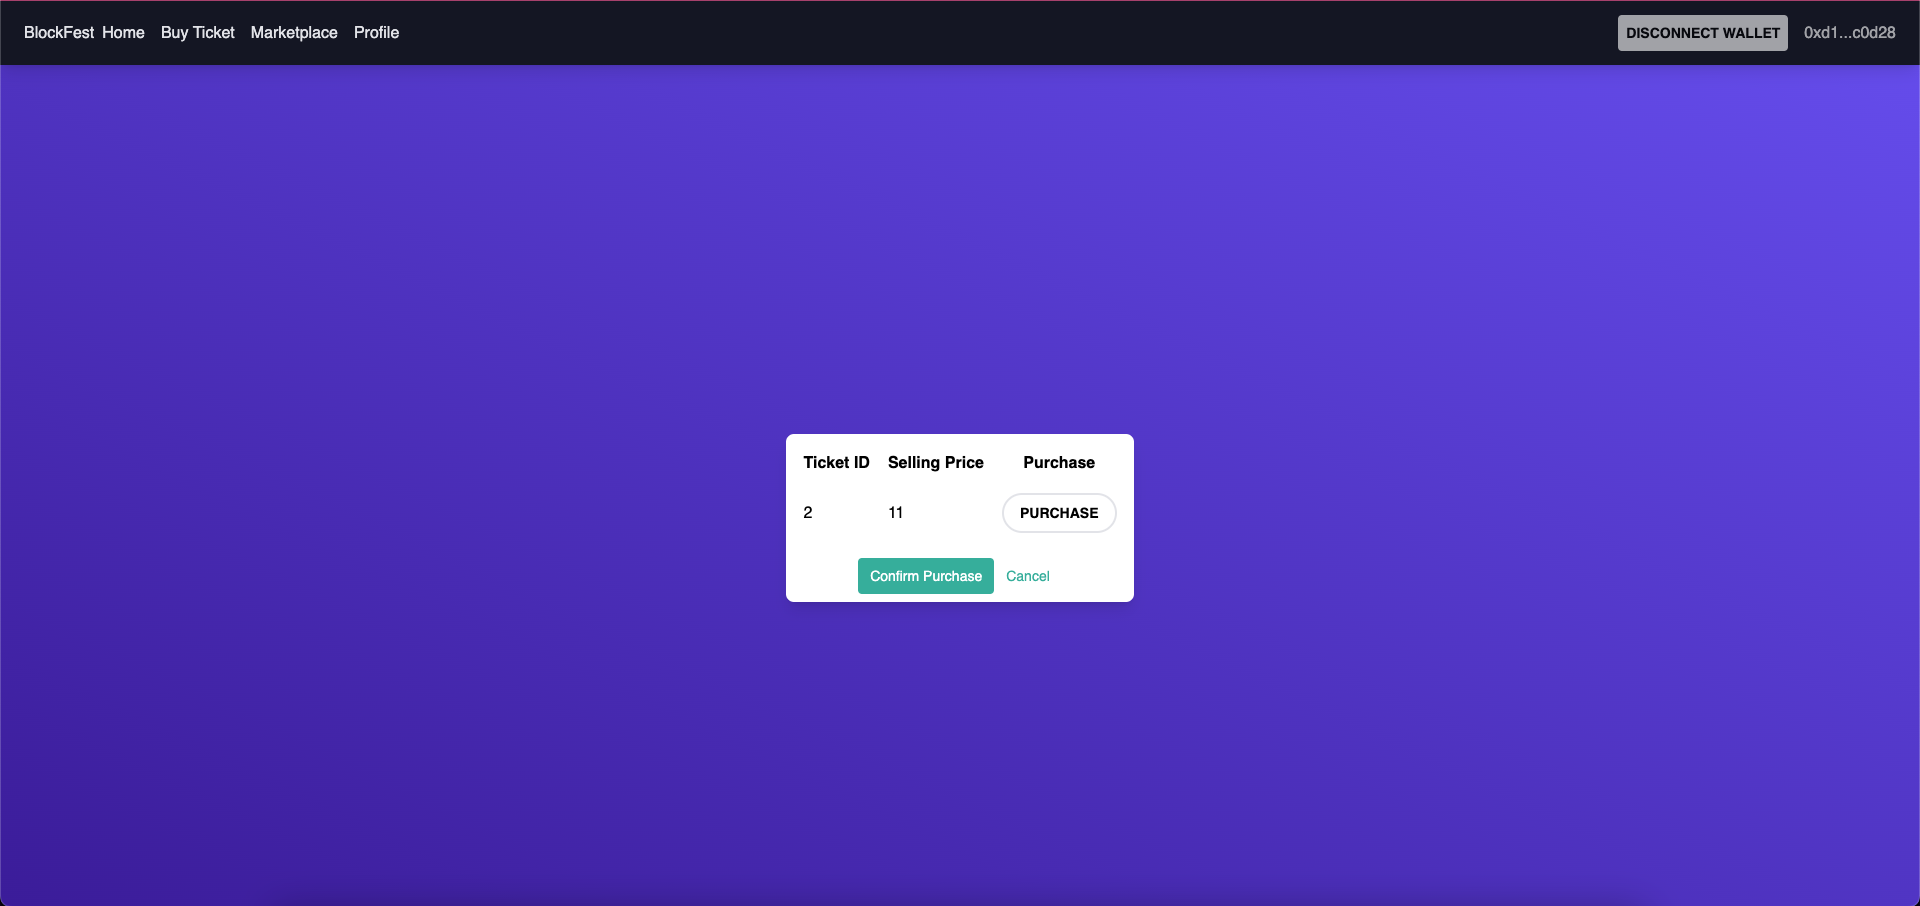 BlockFest Home Buy Ticket Marketplace Profile DISCONNECT WALLET 0xd1...c0d28
Ticket ID Selling Price Purchase
2 11 PURCHASE
Confirm Purchase Cancel